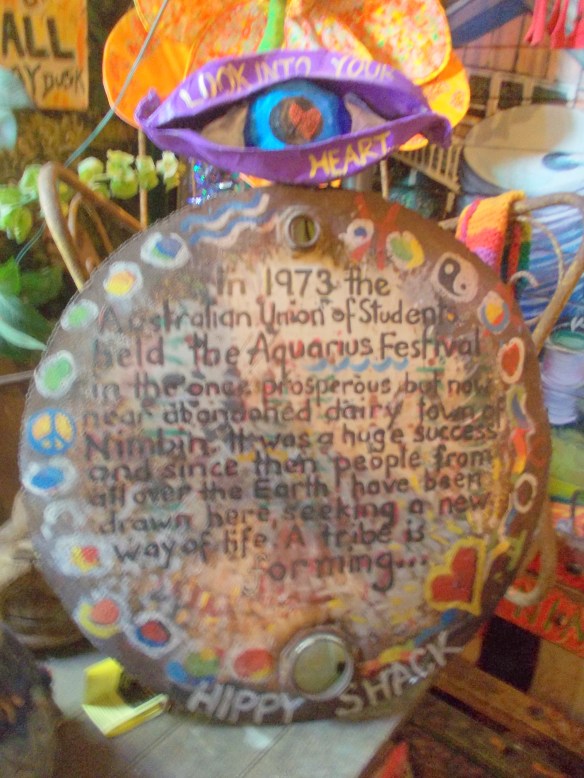 ALL
LOOK INTO YOUR
HEART
In 1973 the
Australian Union of Students
held the Aquarius Festival
in the once prosperous but now
near abandoned dairy town of
Nimbin. It was a huge success
and since then people from
all over the Earth have been
drawn here, seeking a new
way of life. A tribe is
orming...
HIPPY SHACK